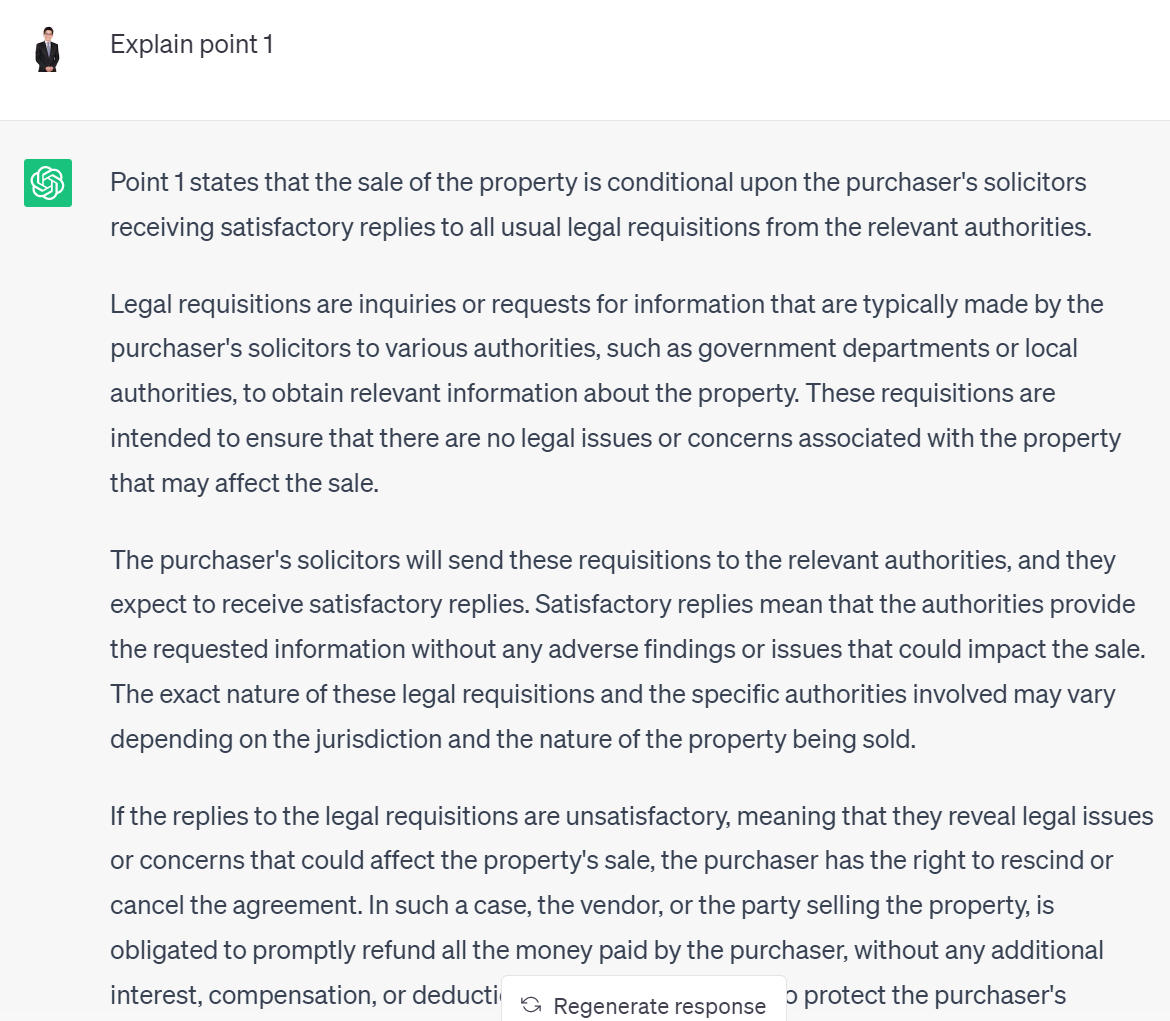 Explain point 1
Point 1 states that the sale of the property is conditional upon the purchaser's solicitors
receiving satisfactory replies to all usual legal requisitions from the relevant authorities.
Legal requisitions are inquiries or requests for information that are typically made by the
purchaser's solicitors to various authorities, such as government departments or local
authorities, to obtain relevant information about the property. These requisitions are
intended to ensure that there are no legal issues or concerns associated with the property
that may affect the sale.
The purchaser's solicitors will send these requisitions to the relevant authorities, and they
expect to receive satisfactory replies. Satisfactory replies mean that the authorities provide
the requested information without any adverse findings or issues that could impact the sale.
The exact nature of these legal requisitions and the specific authorities involved may vary
depending on the jurisdiction and the nature of the property being sold.
If the replies to the legal requisitions are unsatisfactory, meaning that they reveal legal issues
or concerns that could affect the property's sale, the purchaser has the right to rescind or
cancel the agreement. In such a case, the vendor, or the party selling the property, is
obligated to promptly refund all the money paid by the purchaser, without any additional
interest, compensation, or protect the purchaser's
Regenerate response